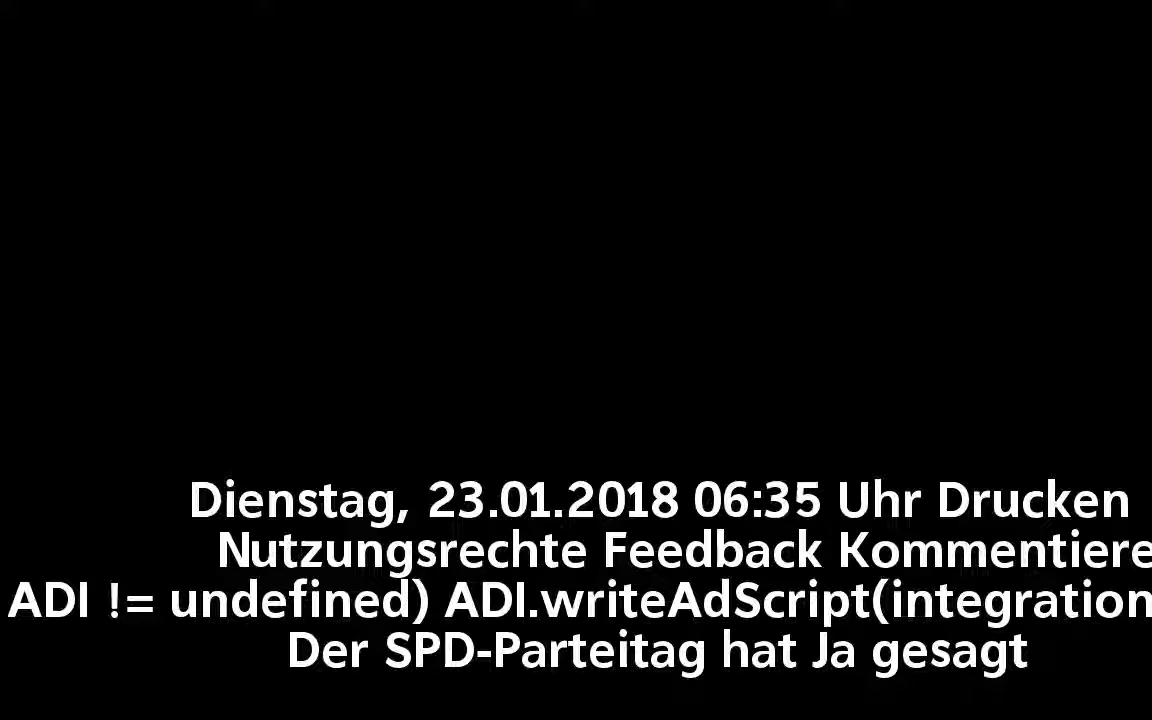 Dienstag, 23.01.2018 06:35 Uhr Drucken
Nutzungsrechte Feedback Kommentiere
ADI != undefined) ADI.writeAdScript(integration
Der SPD-Parteitag hat Ja gesagt